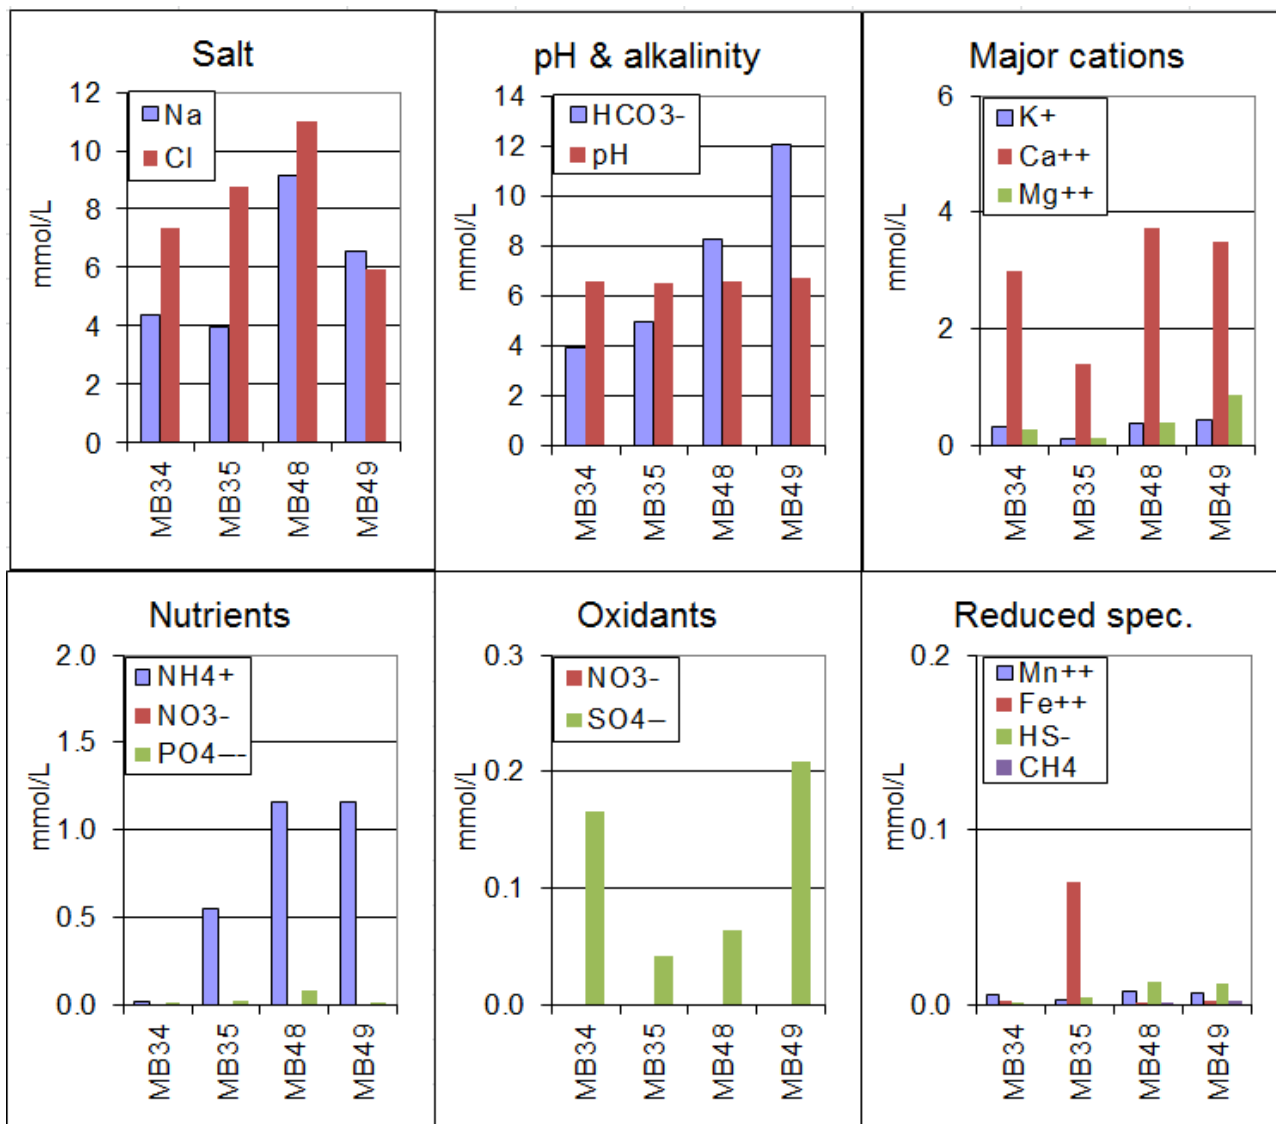 Salt
12
10
8
6
4
2
0
mmol/L
Na
Cl
MB34
MB35
MB48
MB49
pH & alkalinity
14
12
10
8
6
4
2
0
mmol/L
HCO3-
pH
MB34
MB35
MB48
MB49
Major cations
6
4
2
0
mmol/L
K+
Ca++
Mg++
MB34
MB35
MB48
MB49
Nutrients
2.0
1.5
1.0
0.5
0.0
mmol/L
NH4+
NO3-
PO4---
MB34
MB35
MB48
MB49
Oxidants
0.3
0.2
0.1
0.0
mmol/L
NO3-
SO4--
MB34
MB35
MB48
MB49
Reduced spec.
0.2
0.1
0.0
mmol/L
Mn++
Fe++
HS-
CH4
MB34
MB35
MB48
MB49